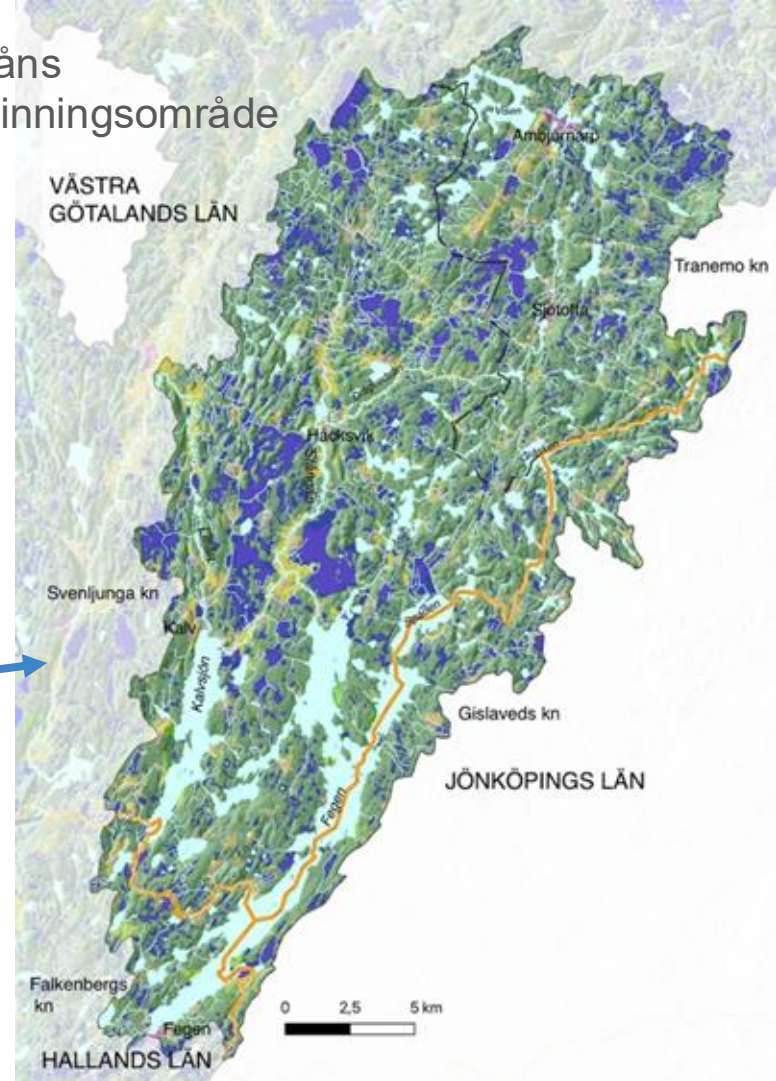 åns
inningsområde
VÄSTRA
GÖTALANDS LÄN
Ambjörnarp
Tranemo kn
Sjötofta
Håcksvik
Svenljunga kn
Kalv
Kalvsjön
Gislaveds kn
JÖNKÖPINGS LÄN
Fegen
Falkenbergs
kn
0 2,5 5 km
Fegen
HALLANDS LÄN